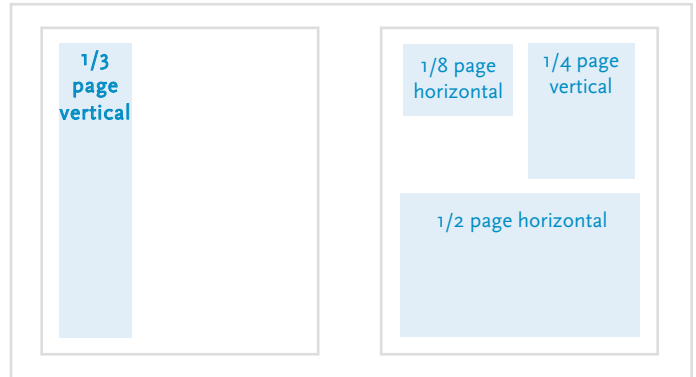 1/3
page
vertical
1/8 page
horizontal
1/4 page
vertical
1/2 page horizontal